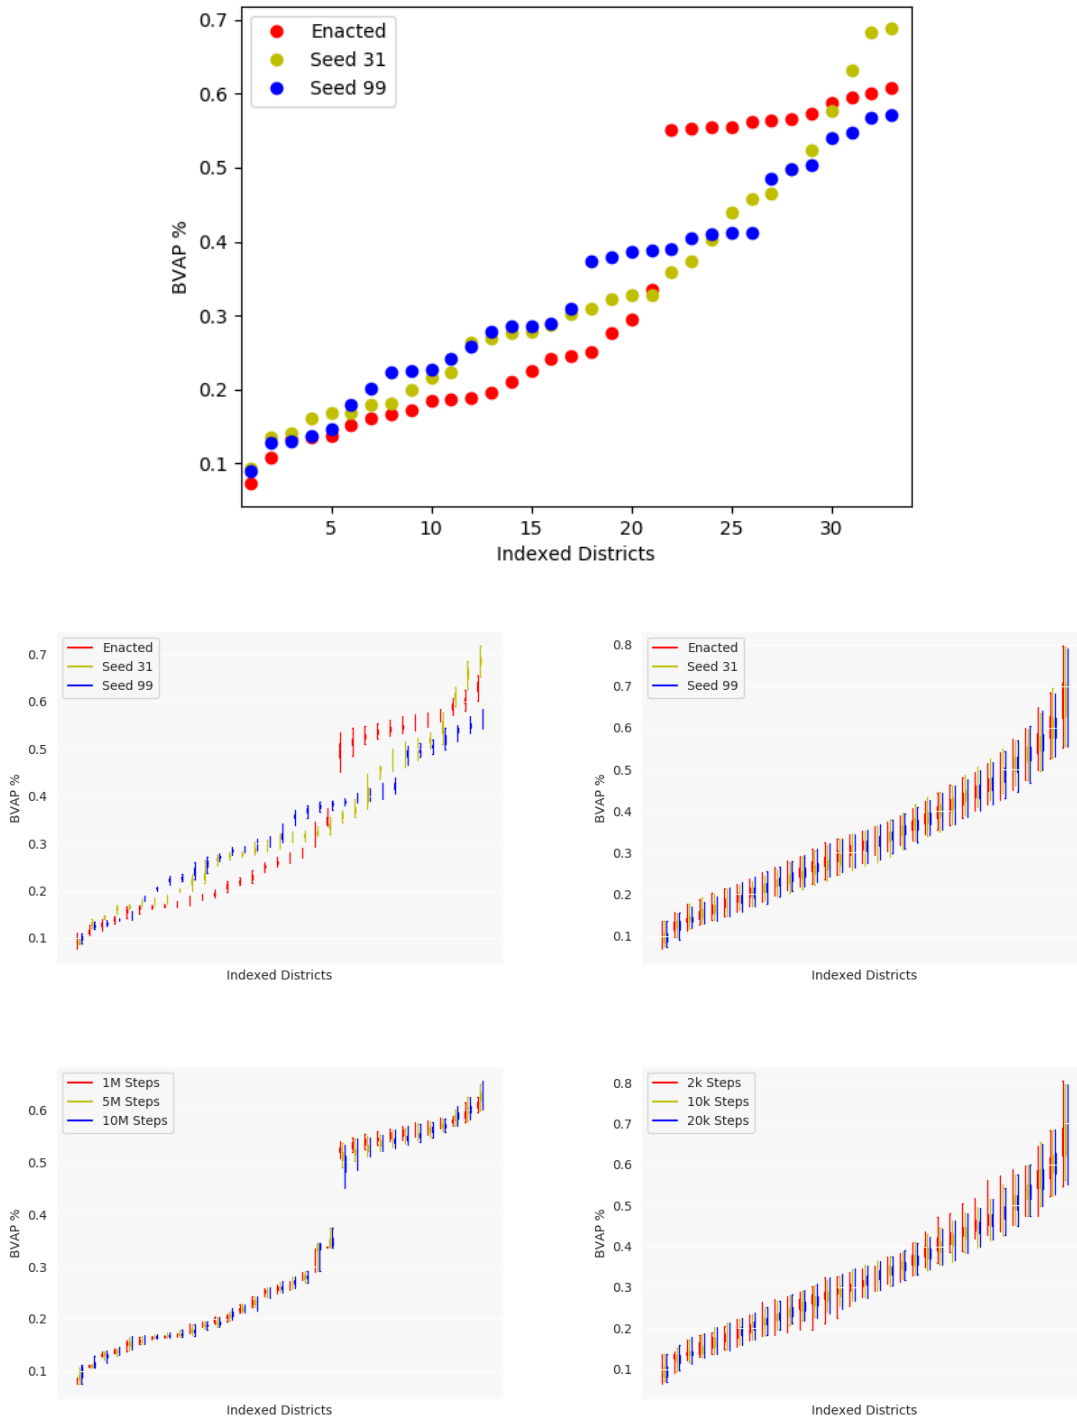 0.7
0.6
0.5
0.4
0.3
0.2
0.1
BVAP %
Enacted
Seed 31
Seed 99
5 10 15 20 25 30
Indexed Districts
0.7
0.6
0.5
0.4
0.3
0.2
0.1
BVAP %
Enacted
Seed 31
Seed 99
Indexed Districts
0.8
0.7
0.6
0.5
0.4
0.3
0.2
0.1
BVAP %
Enacted
Seed 31
Seed 99
Indexed Districts
0.6
0.5
0.4
0.3
0.2
0.1
BVAP %
1M Steps
5M Steps
10M Steps
Indexed Districts
0.8
0.7
0.6
0.5
0.4
0.3
0.2
0.1
BVAP %
2k Steps
10k Steps
20k Steps
Indexed Districts